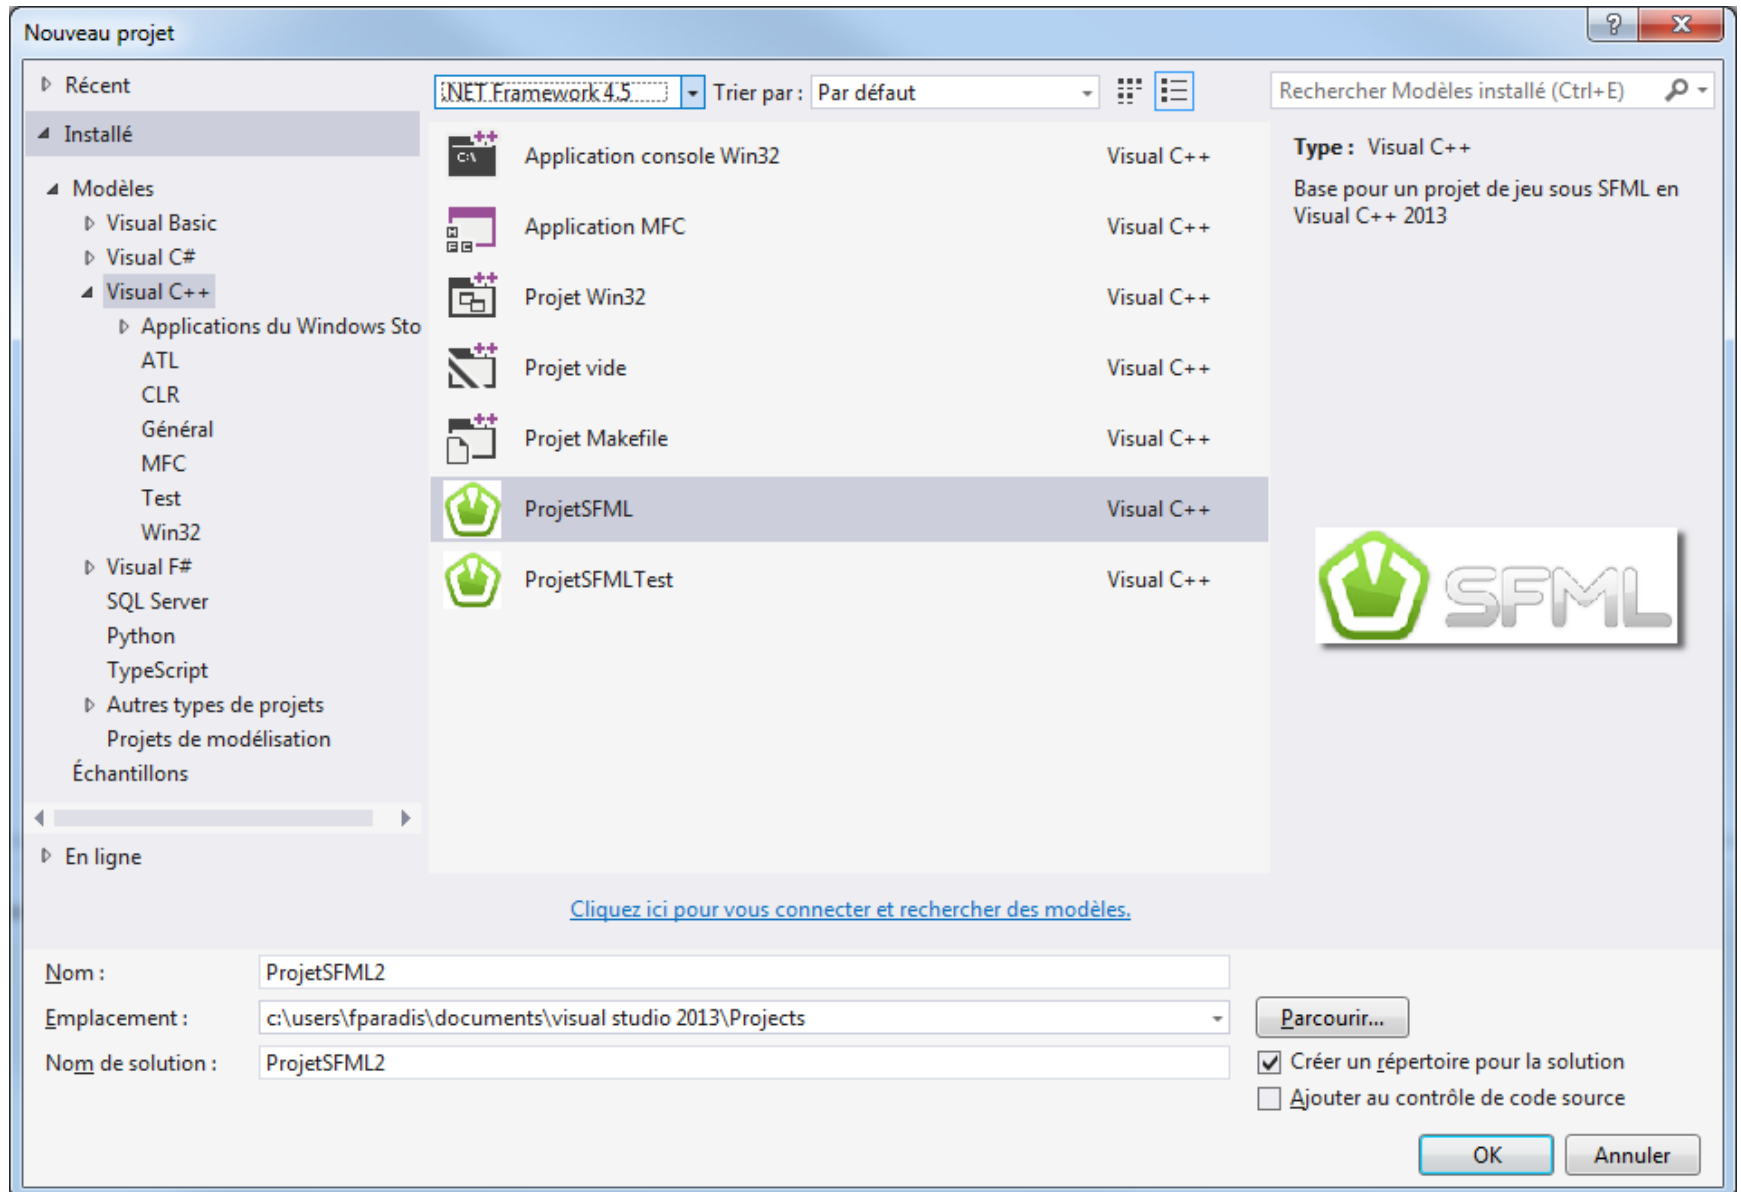 Nouveau projet
Récent
Installé
Modèles
Visual Basic
Visual C#
Visual C++
Applications du Windows Sto
ATL
CLR
Général
MFC
Test
Win32
Visual F#
SQL Server
Python
TypeScript
Autres types de projets
Projets de modélisation
Échantillons
En ligne
.NET Framework 4.5 Trier par : Par défaut
Application console Win32 Visual C++
Application MFC Visual C++
Projet Win32 Visual C++
Projet vide Visual C++
Projet Makefile Visual C++
ProjetSFML Visual C++
ProjetSFMLTest Visual C++
Cliquez ici pour vous connecter et rechercher des modèles.
Rechercher Modèles installé (Ctrl+E)
Type : Visual C++
Base pour un projet de jeu sous SFML en
Visual C++ 2013
SFML
Nom : ProjetSFML2
Emplacement : c:\users\fparadis\documents\visual studio 2013\Projects Parcourir...
Nom de solution : ProjetSFML2
Créer un répertoire pour la solution
Ajouter au contrôle de code source
OK Annuler